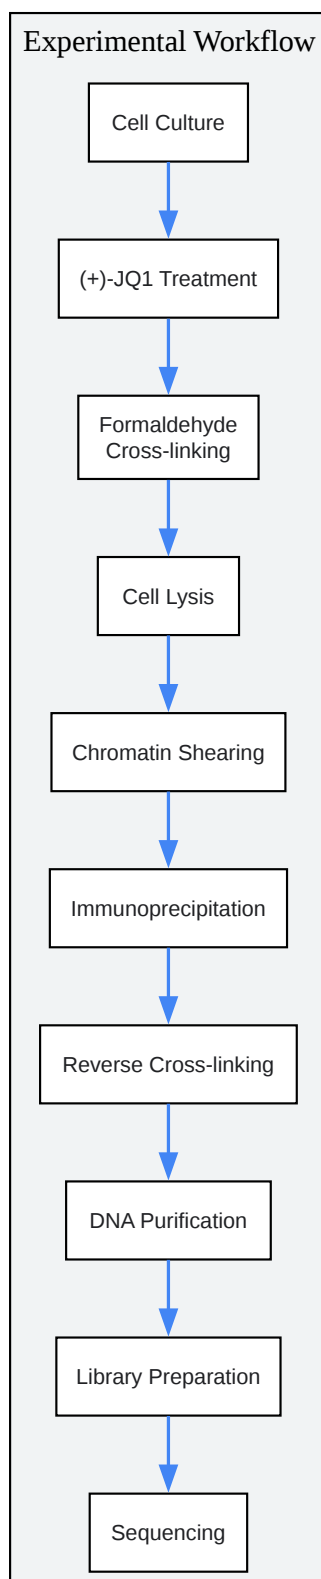 Experimental Workflow
Cell Culture
(+)-JQ1 Treatment
Formaldehyde
Cross-linking
Cell Lysis
Chromatin Shearing
Immunoprecipitation
Reverse Cross-linking
DNA Purification
Library Preparation
Sequencing